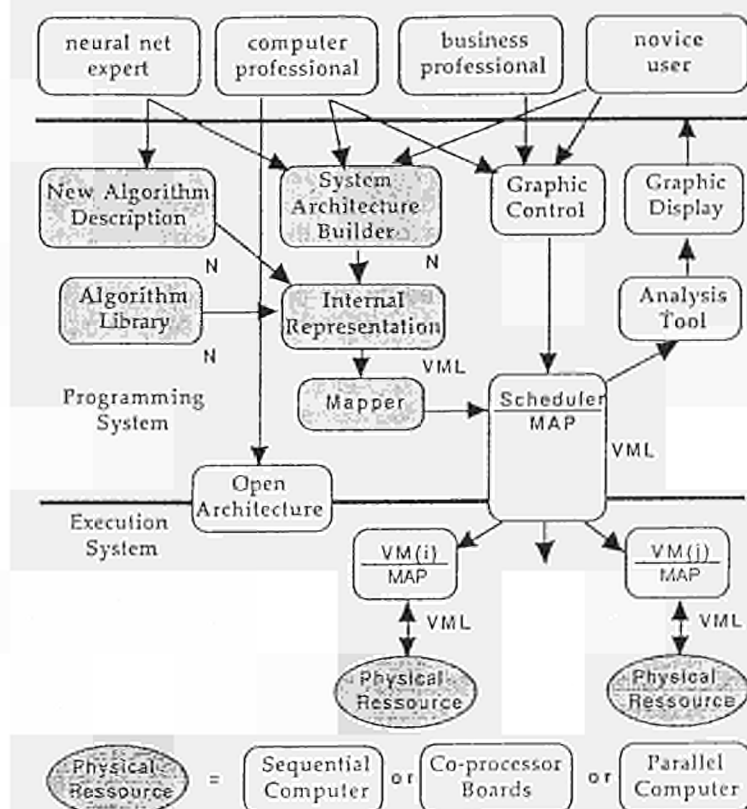 neural net
expert
computer
professional
business
professional
novice
user
New Algorithm
Description
System
Architecture
Builder
Graphic
Control
Graphic
Display
N
N
Algorithm
Library
Internal
Representation
Analysis
Tool
N
VML
Programming
System
Mapper
Scheduler
MAP
VML
Open
Architecture
Execution
System
VM(i)
MAP
VM(j)
MAP
VML
VML
Physical
Ressource
Physical
Ressource
Physical
Ressource
=
Sequential
Computer
or
Co-processor
Boards
or
Parallel
Computer